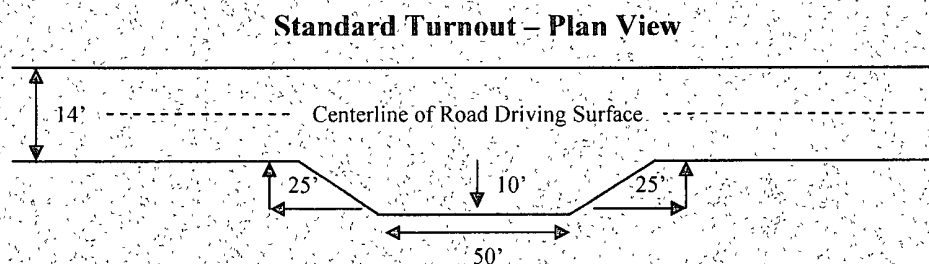 Standard Turnout – Plan View
14’
Centerline of Road Driving Surface
25’
10’
25’
50’